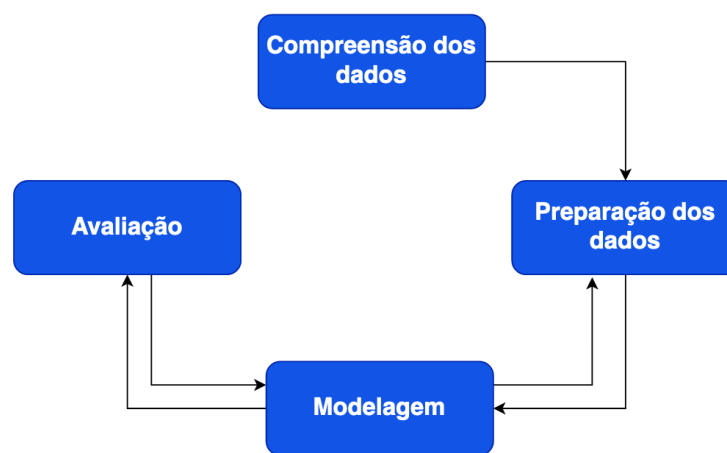 Compreensão dos
dados
Avaliação
Preparação dos
dados
Modelagem